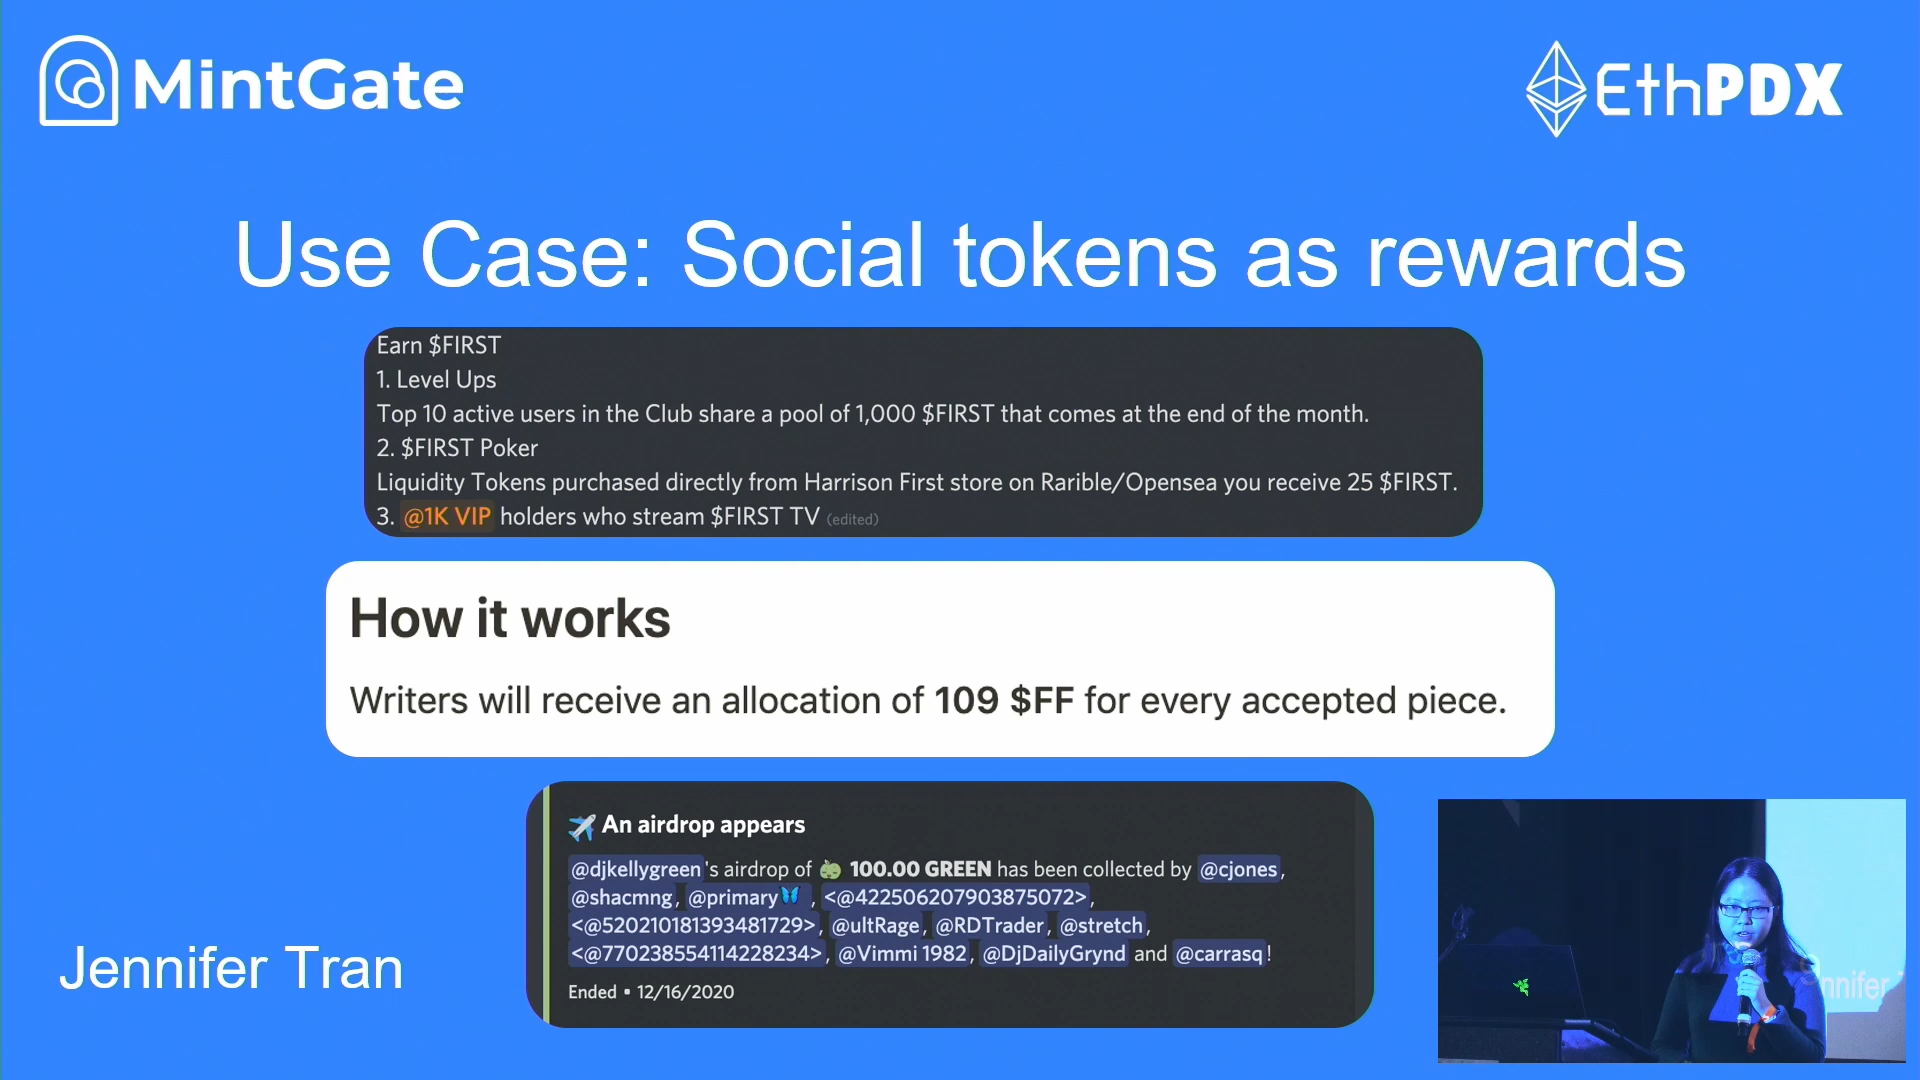 MintGate
EthPDX
Use Case: Social tokens as rewards
Earn $FIRST
1. Level Ups
Top 10 active users in the Club share a pool of 1,000 $FIRST that comes at the end of the month.
2. $FIRST Poker
Liquidity Tokens purchased directly from Harrison First store on Rarible/Opensea you receive 25 $FIRST.
3. @1K VIP holders who stream $FIRST TV (edited)
How it works
Writers will receive an allocation of 109 $FF for every accepted piece.
An airdrop appears
@djkellygreen's airdrop of 100.00 GREEN has been collected by @cjones,
@shacmng, @primary, <@422506207903875072>,
<@520210181393481729>, @ultRage, @RDTrader, @stretch,
<@770238554114228234>, @Vimmi 1982, @DjDailyGrynd and @carrasq!
Ended • 12/16/2020
Jennifer Tran